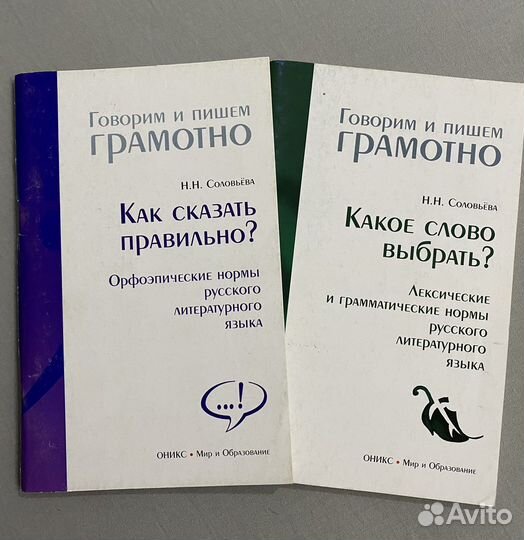 Говорим и пишем
грамотно
Н.Н. Соловьёва
Как сказать
правильно?
Орфоэпические нормы
русского
литературного
языка
...!
ОНИКС • Мир и Образование
Говорим и пишем
грамотно
Н.Н. Соловьёва
Какое слово
выбрать?
Лексические
и грамматические нормы
русского
литературного
языка
ОНИКС • Мир и Образование
Avito